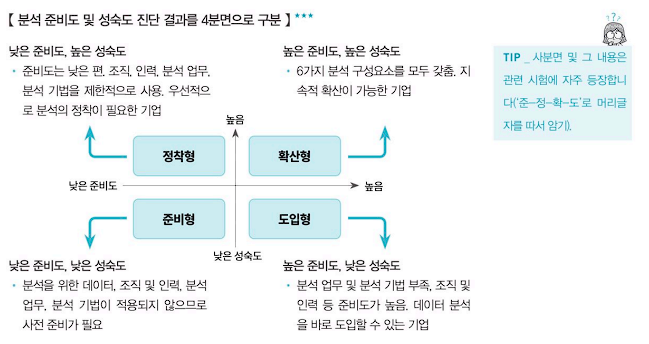 【 분석 준비도 및 성숙도 진단 결과를 4분면으로 구분 】 ★★★
낮은 준비도, 높은 성숙도
• 준비도는 낮은 편, 조직, 인력, 분석 업무,
분석 기법을 제한적으로 사용, 우선적으
로 분석의 정착이 필요한 기업
높은 준비도, 높은 성숙도
• 6가지 분석 구성요소를 모두 갖춤. 지
속적 확산이 가능한 기업
?
TIP _ 사분면 및 그 내용은
관련 시험에 자주 등장합니
다('준-정-확-도'로 머리글
자를 따서 암기).
높음
정착형
확산형
낮은 준비도
높음
준비형
도입형
낮은 성숙도
낮은 준비도, 낮은 성숙도
• 분석을 위한 데이터, 조직 및 인력, 분석
업무, 분석 기법이 적용되지 않으므로
사전 준비가 필요
높은 준비도, 낮은 성숙도
• 분석 업무 및 분석 기법 부족, 조직 및
인력 등 준비도가 높음. 데이터 분석
을 바로 도입할 수 있는 기업